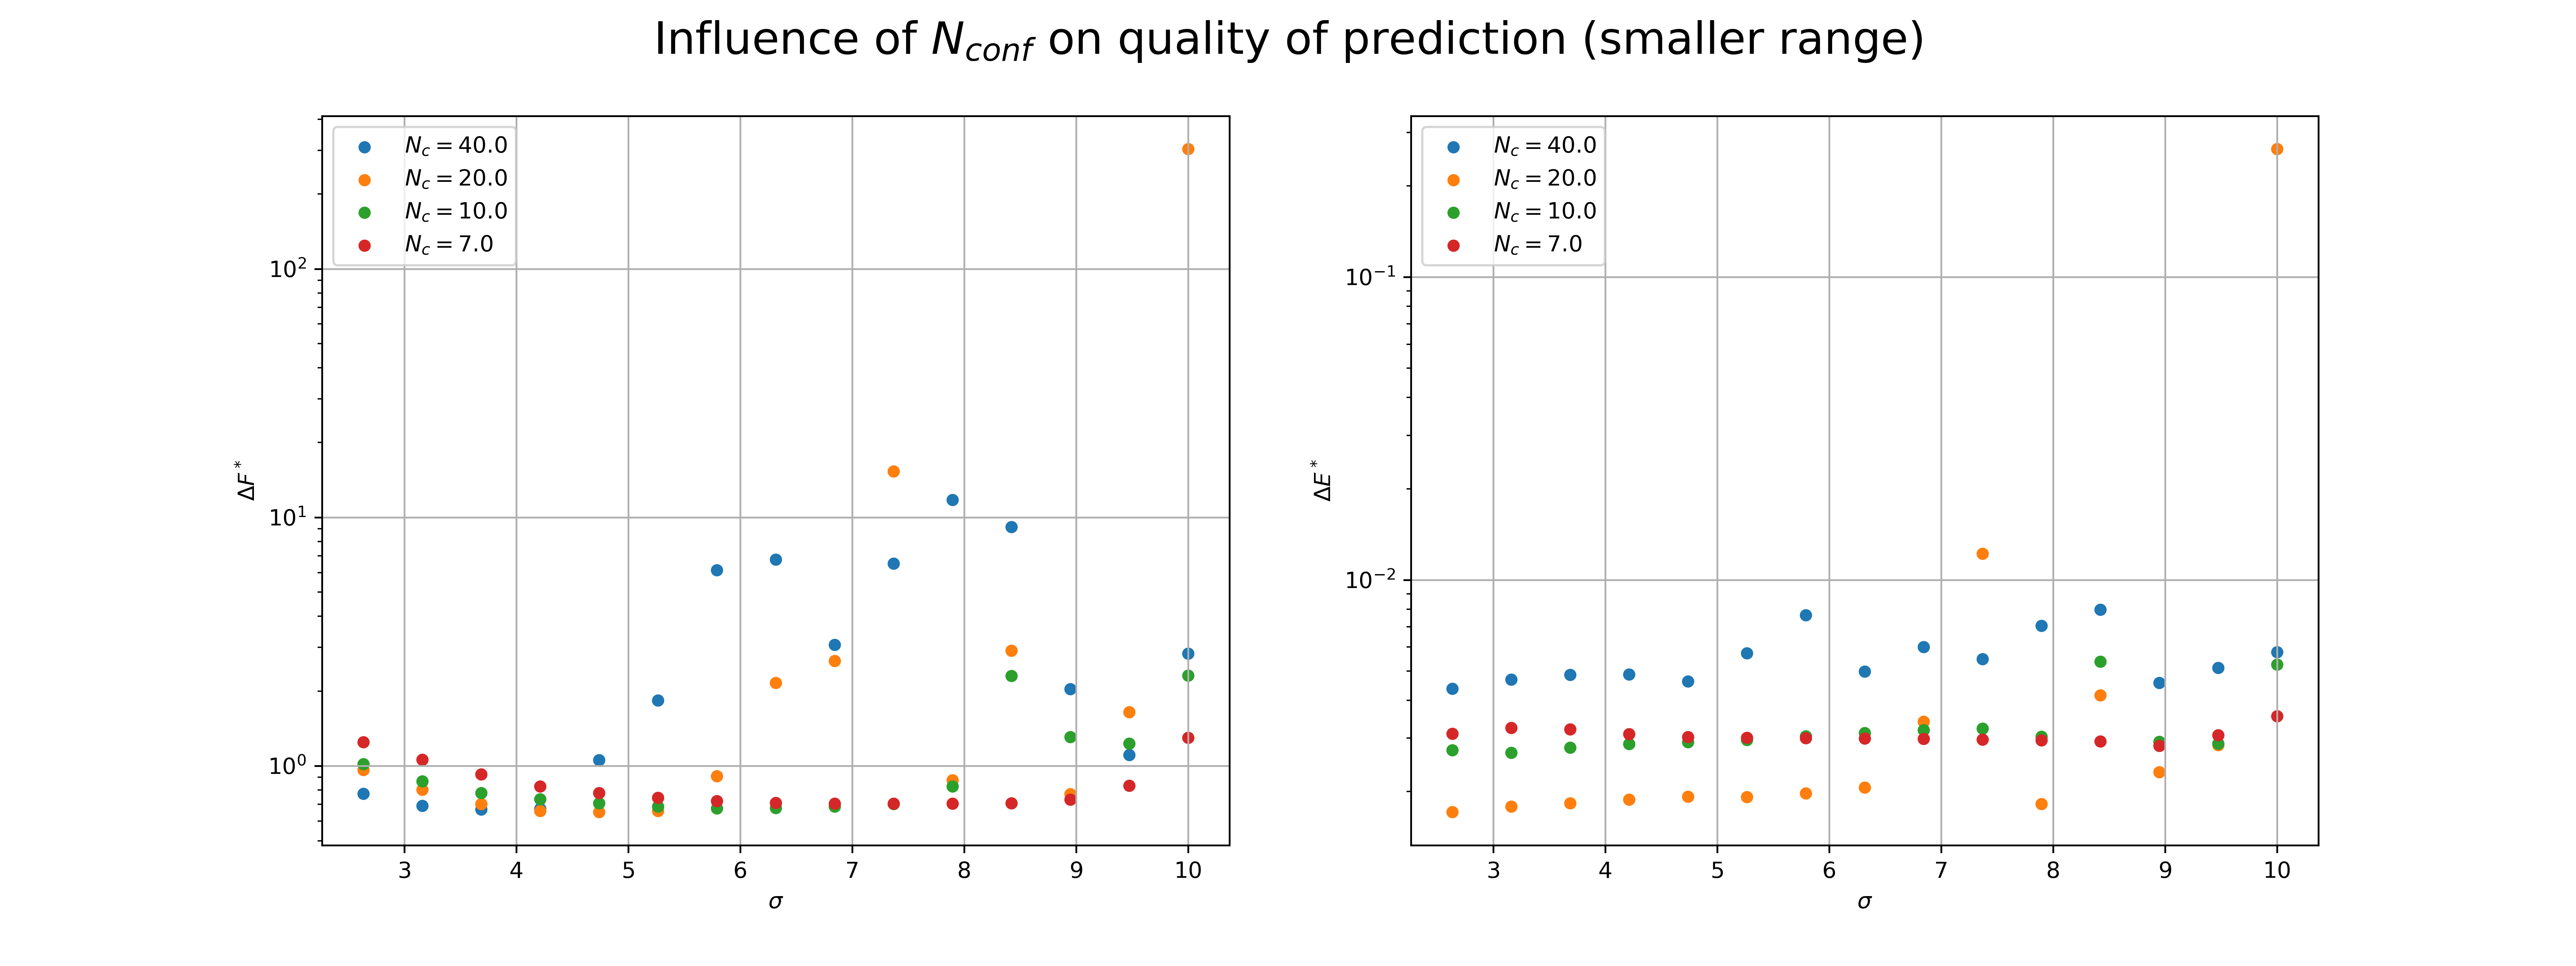 Influence of N_conf on quality of prediction (smaller range)
N_c = 40.0
N_c = 20.0
N_c = 10.0
N_c = 7.0
10^2
10^1
10^0
ΔF*
3 4 5 6 7 8 9 10
σ
N_c = 40.0
N_c = 20.0
N_c = 10.0
N_c = 7.0
10^−1
10^−2
ΔE*
3 4 5 6 7 8 9 10
σ